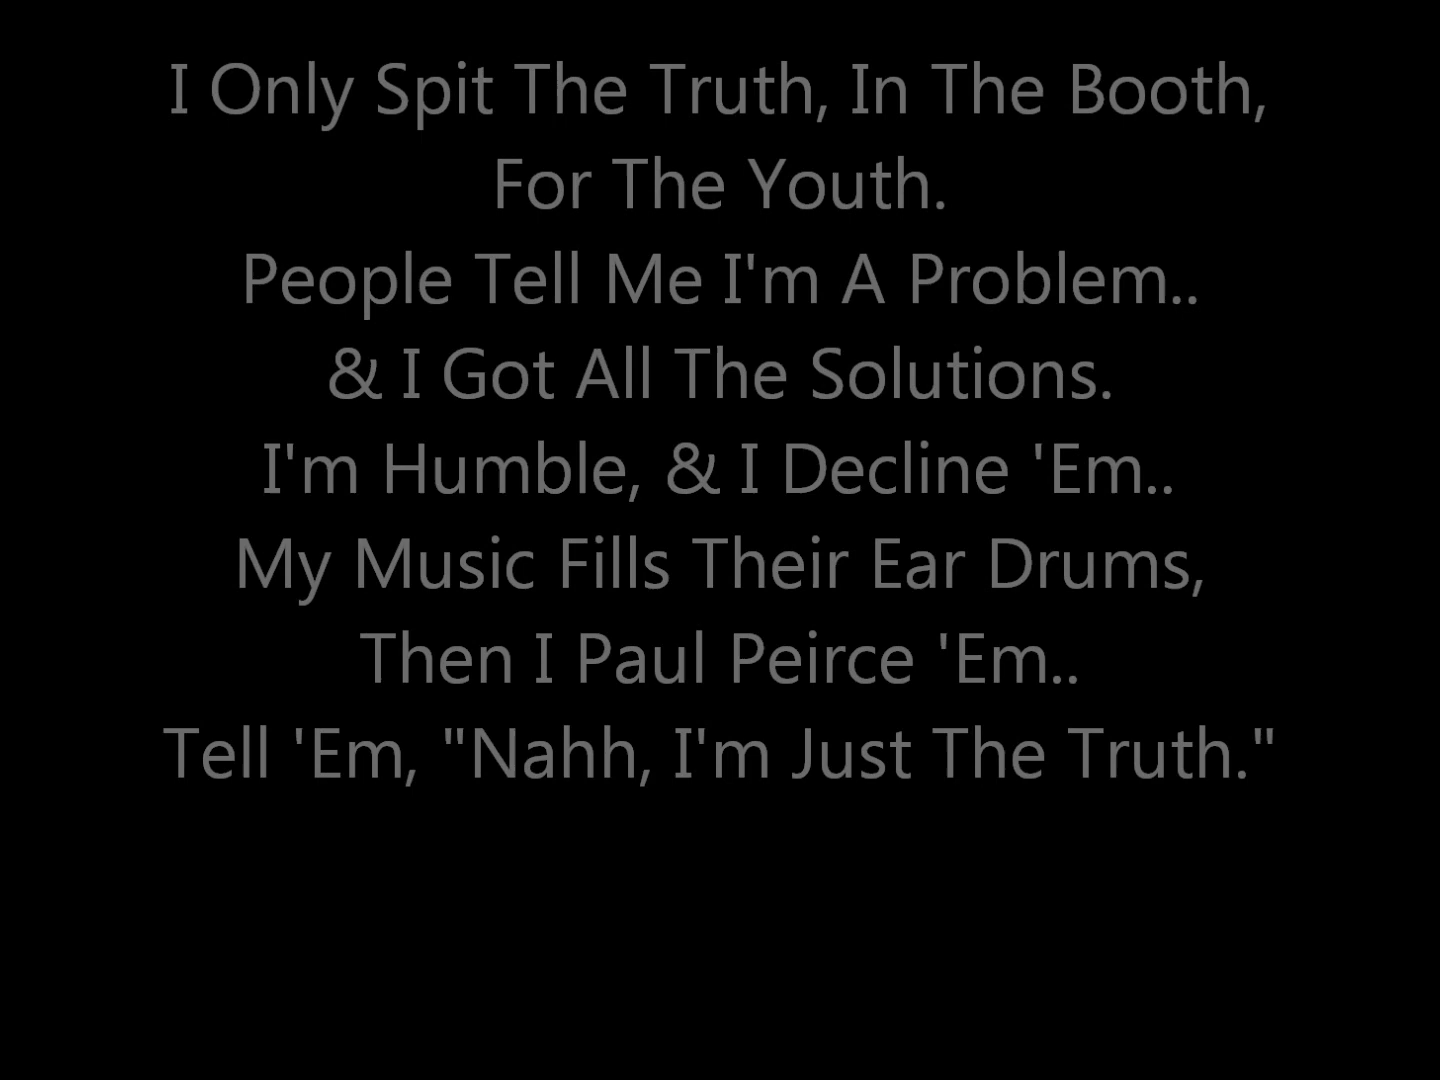 I Only Spit The Truth, In The Booth,
For The Youth.
People Tell Me I'm A Problem..
& I Got All The Solutions.
I'm Humble, & I Decline 'Em..
My Music Fills Their Ear Drums,
Then I Paul Peirce 'Em..
Tell 'Em, "Nahh, I'm Just The Truth."